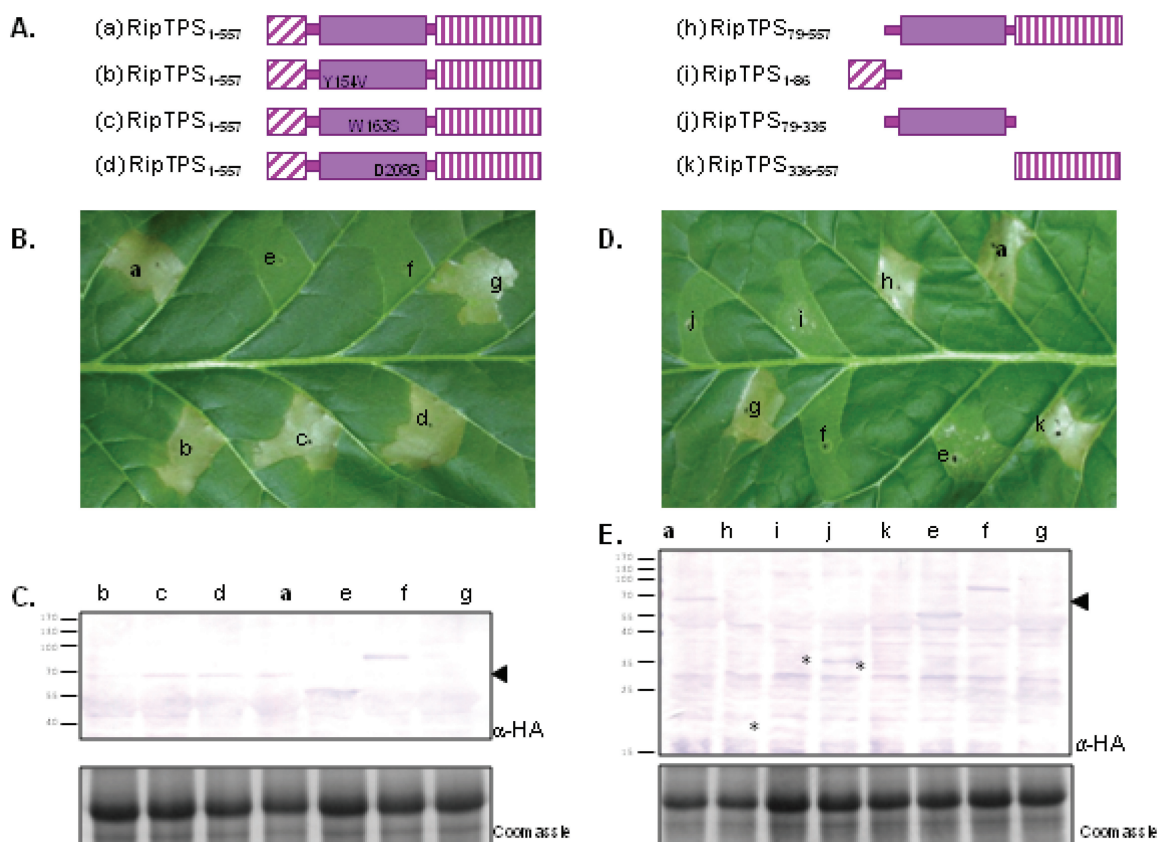 A.
(a) RipTPS1-557
(b) RipTPS1-557
Y154V
(c) RipTPS1-557
W163S
(d) RipTPS1-557
D208G
(h) RipTPS79-557
(i) RipTPS1-86
(j) RipTPS79-335
(k) RipTPS336-557
B.
a e f g
b c d
D.
j i h a
g f e k
C.
b c d a e f g
170
130
100
70
55
40
α-HA
Coomassie
E.
a h i j k e f g
170
130
100
70
55
40
35
25
15
*
*
*
α-HA
Coomassie